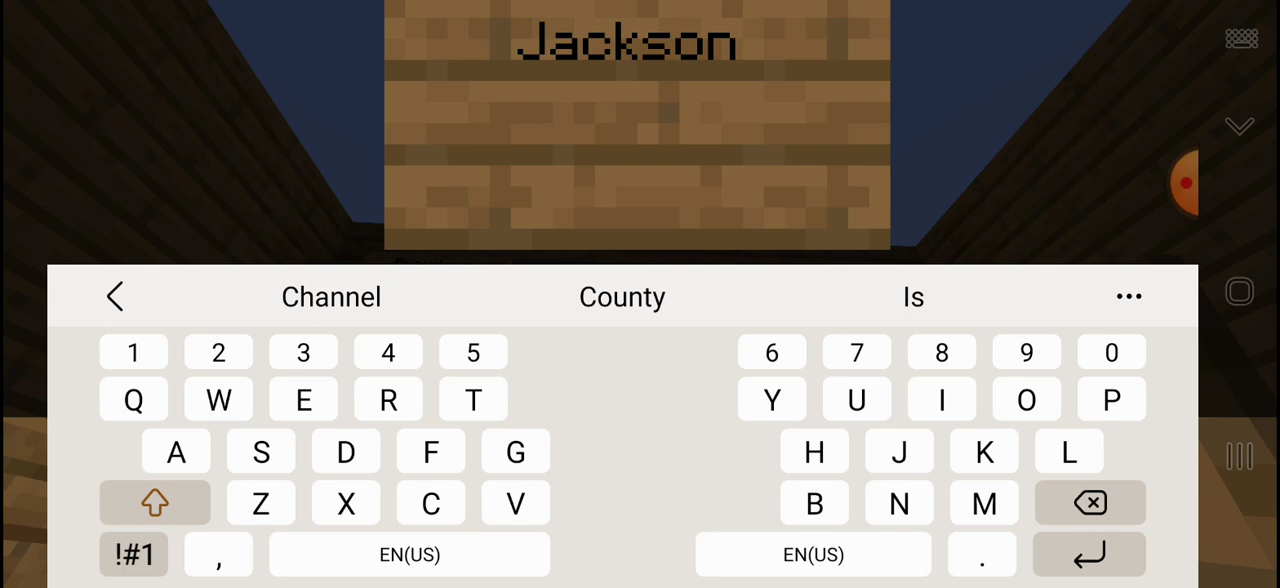 Jackson
Channel County Is ...
1 2 3 4 5 6 7 8 9 0
Q W E R T Y U I O P
A S D F G H J K L
Z X C V B N M
!#1 , EN(US) EN(US) .